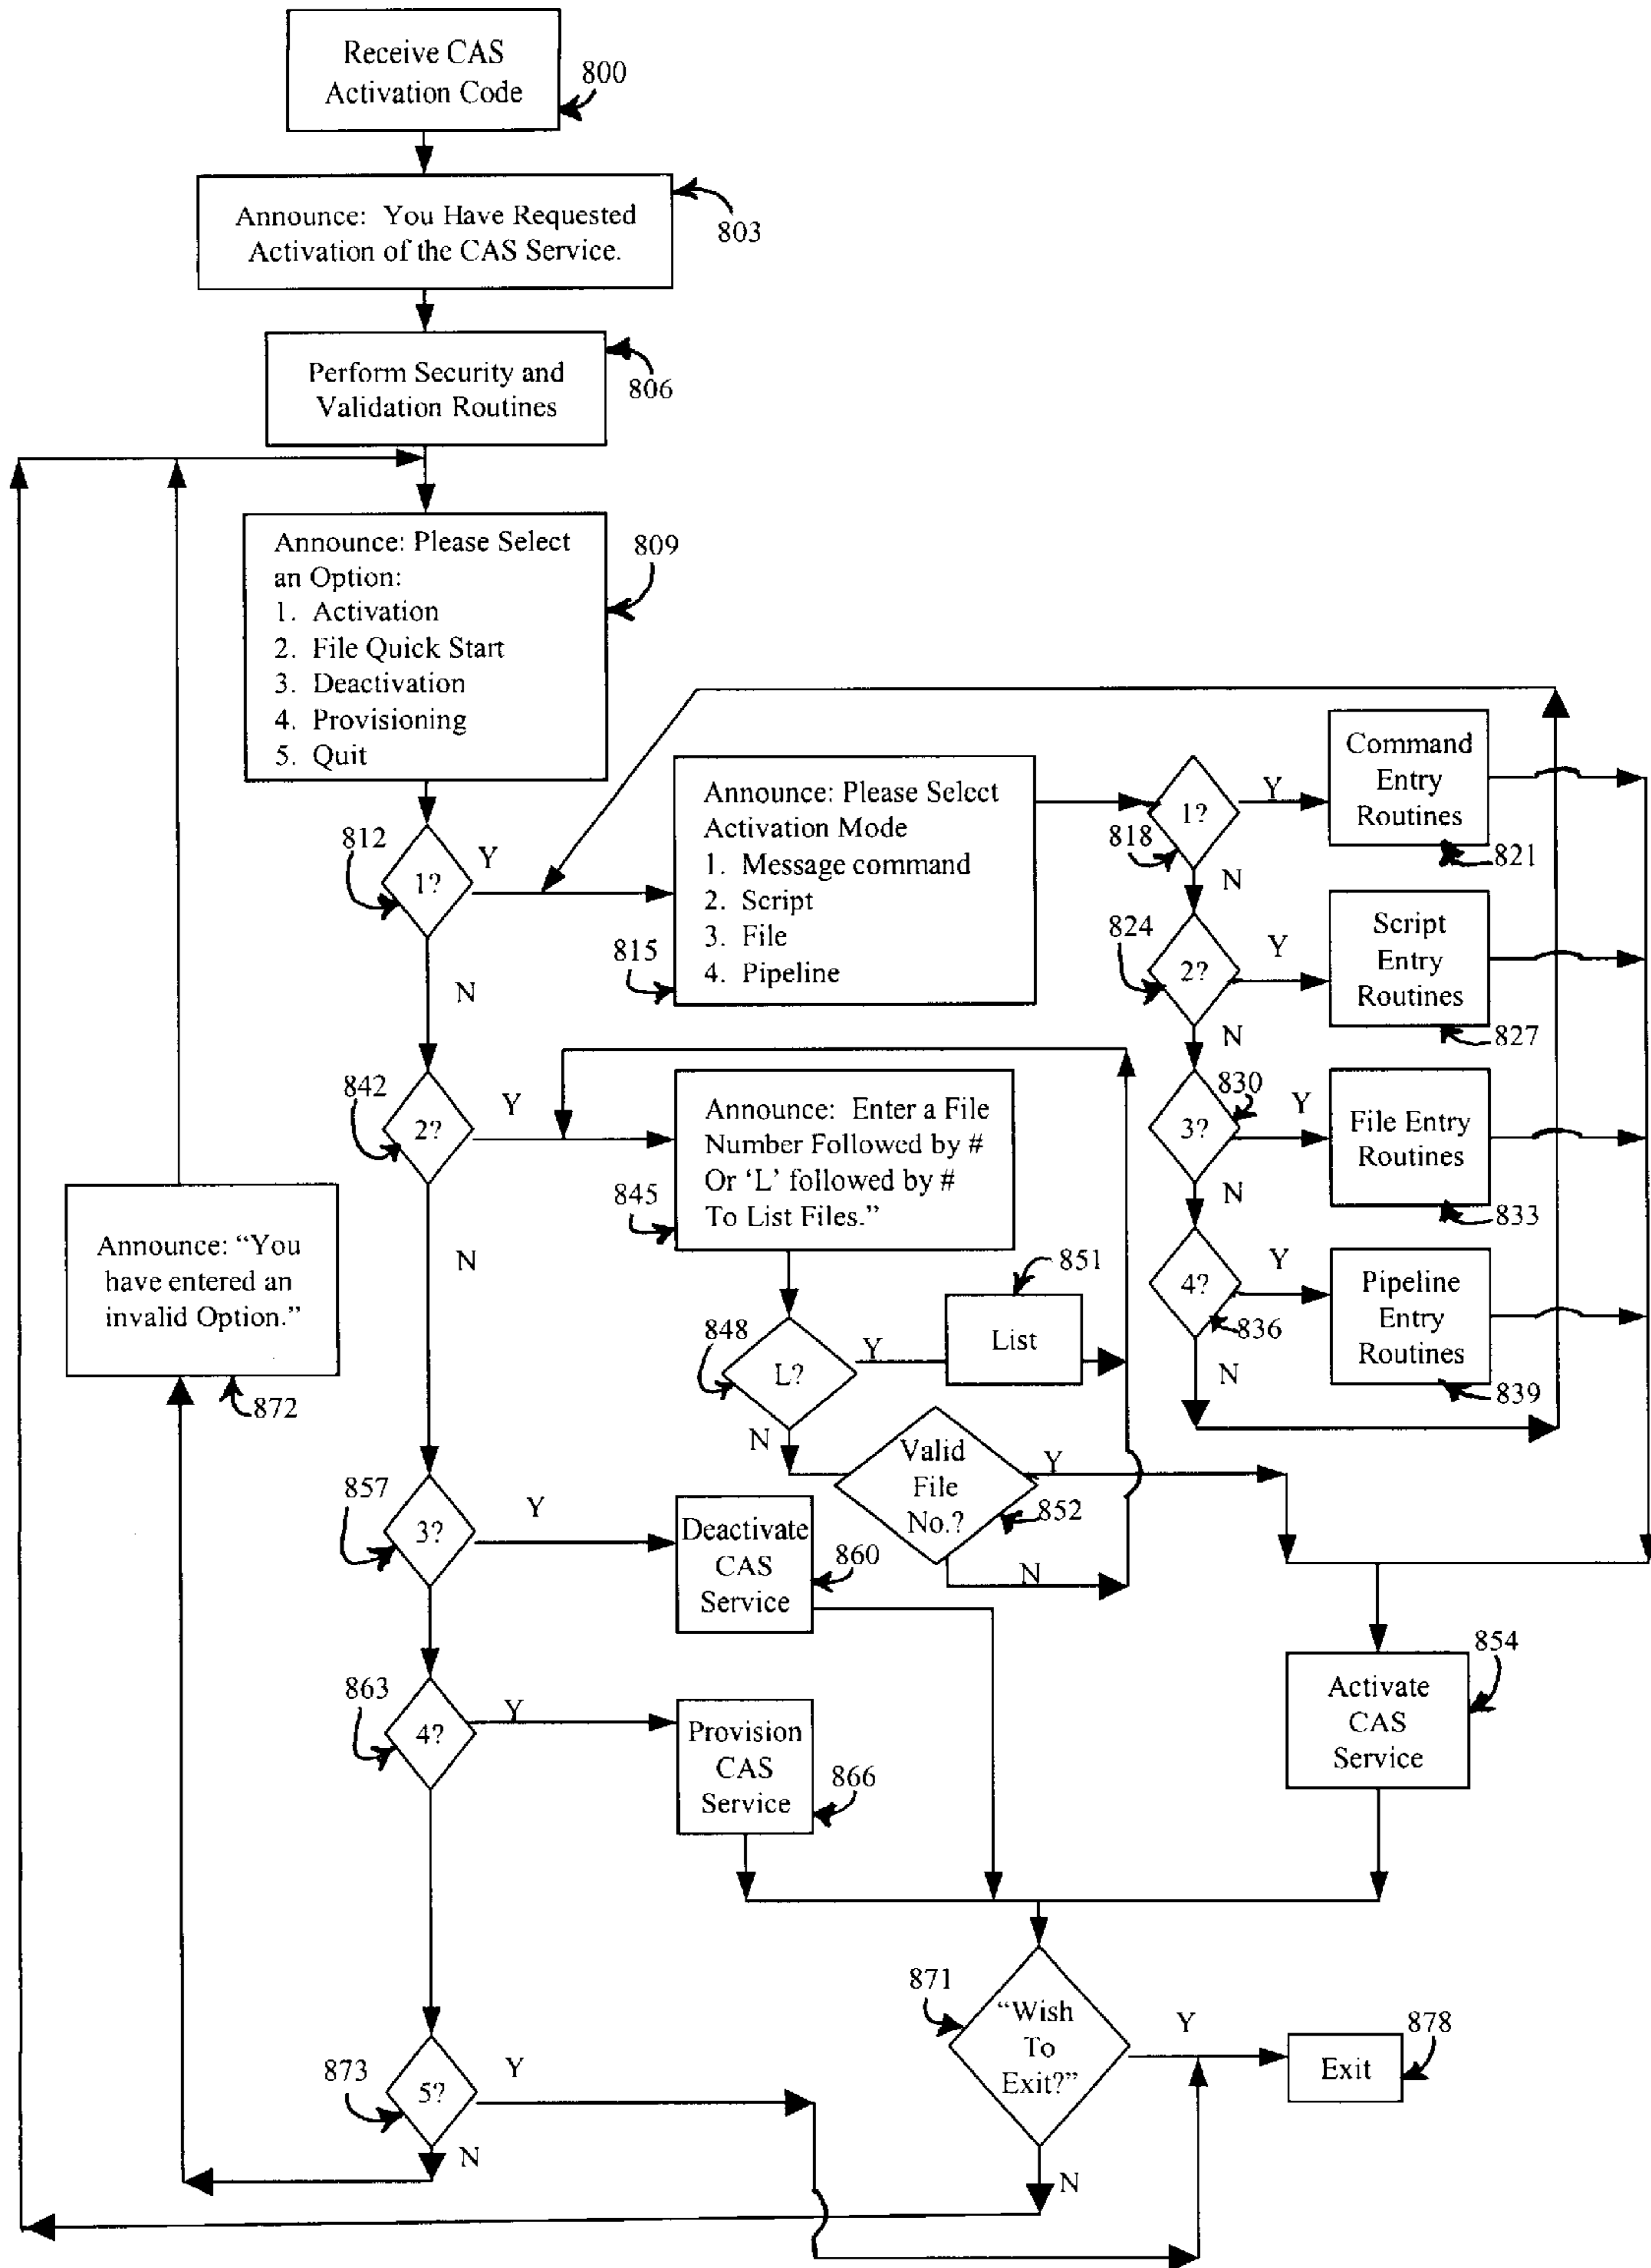 Receive CAS
Activation Code
800
Announce: You Have Requested
Activation of the CAS Service.
803
Perform Security and
Validation Routines
806
Announce: Please Select
an Option:
1. Activation
2. File Quick Start
3. Deactivation
4. Provisioning
5. Quit
809
812
1?
Y
N
Announce: Please Select
Activation Mode
1. Message command
2. Script
3. File
4. Pipeline
815
1?
818
Y
N
Command
Entry
Routines
821
824
2?
Y
N
Script
Entry
Routines
827
830
3?
Y
N
File Entry
Routines
833
4?
836
Y
N
Pipeline
Entry
Routines
839
842
2?
Y
N
Announce: Enter a File
Number Followed by #
Or ‘L’ followed by #
To List Files.”
845
848
L?
Y
N
851
List
Valid
File
No.?
852
Y
N
Announce: “You
have entered an
invalid Option.”
872
857
3?
Y
Deactivate
CAS
Service
860
863
4?
Y
Provision
CAS
Service
866
854
Activate
CAS
Service
871
“Wish
To
Exit?”
Y
N
878
Exit
873
5?
Y
N